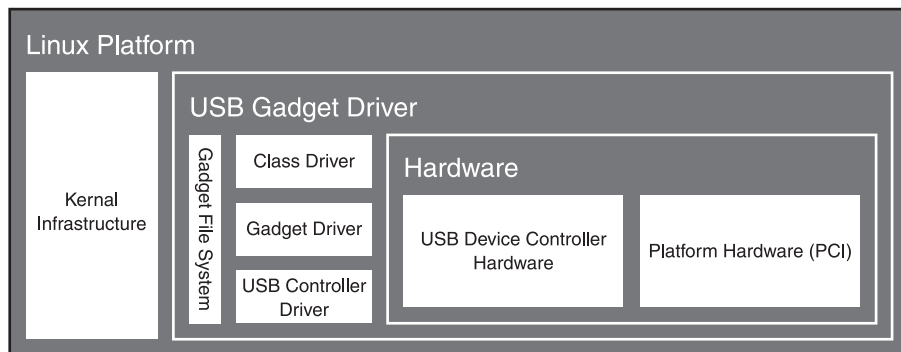 Linux Platform
Kernal
Infrastructure
USB Gadget Driver
Gadget File System
Class Driver
Gadget Driver
USB Controller
Driver
Hardware
USB Device Controller
Hardware
Platform Hardware (PCI)